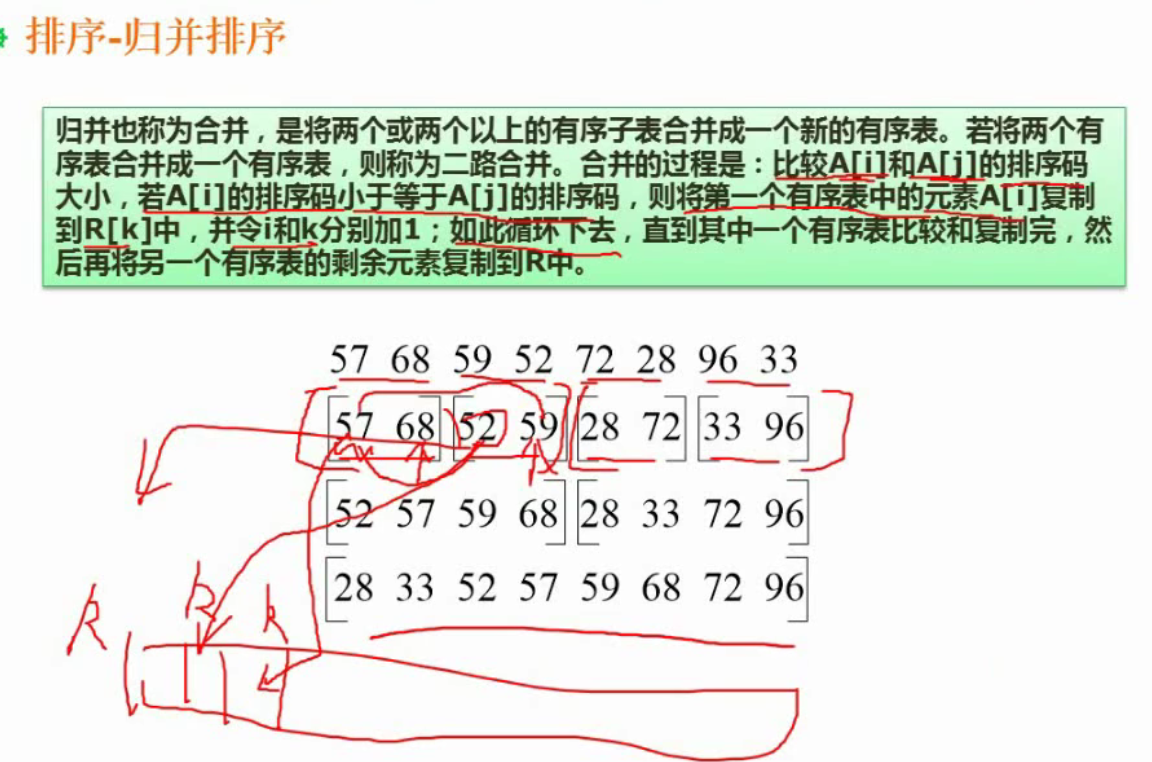 排序-归并排序
归并也称为合并，是将两个或两个以上的有序子表合并成一个新的有序表。若将两个有
序表合并成一个有序表，则称为二路合并。合并的过程是：比较A[i]和A[j]的排序码
大小，若A[i]的排序码小于等于A[j]的排序码，则将第一个有序表中的元素A[i]复制
到R[k]中，并令i和k分别加1；如此循环下去，直到其中一个有序表比较和复制完，然
后再将另一个有序表的剩余元素复制到R中。
57 68 59 52 72 28 96 33
[57 68] [52 59] [28 72] [33 96]
[52 57 59 68] [28 33 72 96]
[28 33 52 57 59 68 72 96]
R k k